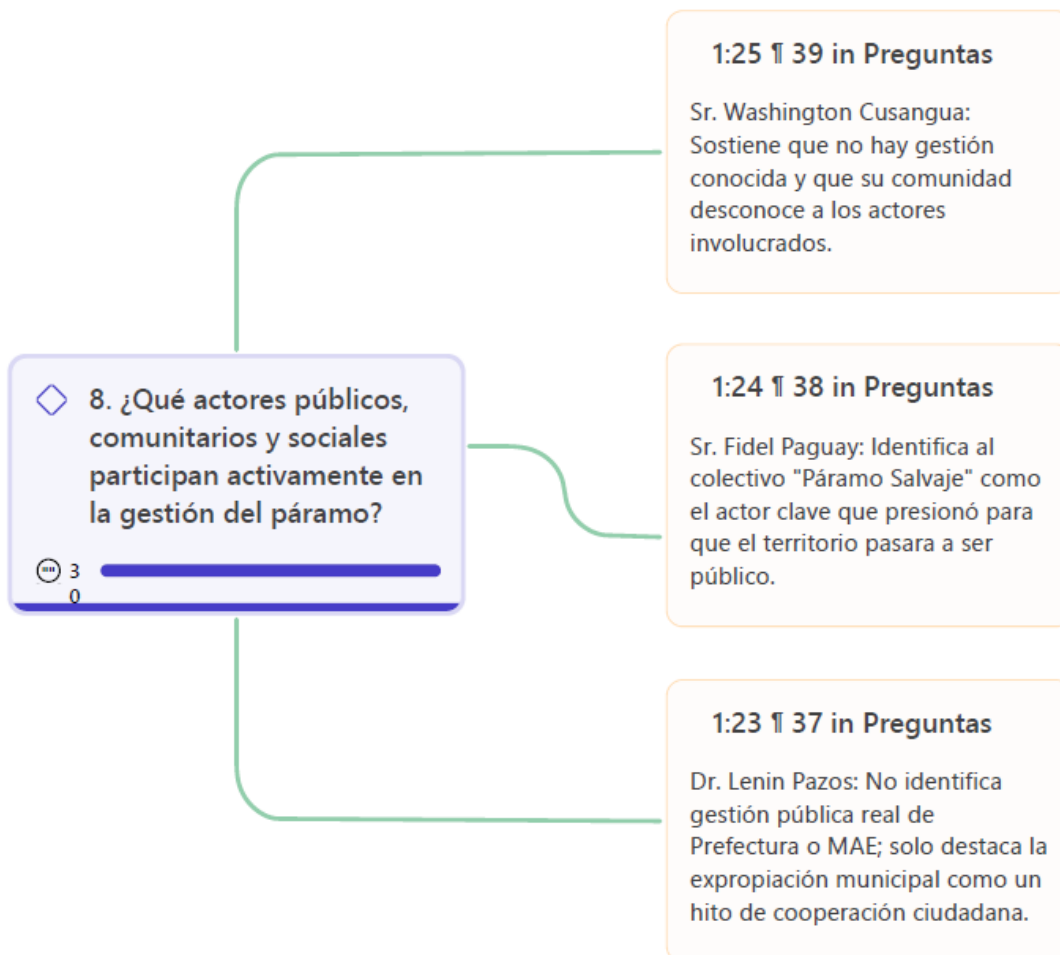 8. ¿Qué actores públicos,
comunitarios y sociales
participan activamente en
la gestión del páramo?
3
0
1:25 ¶ 39 in Preguntas
Sr. Washington Cusangua:
Sostiene que no hay gestión
conocida y que su comunidad
desconoce a los actores
involucrados.
1:24 ¶ 38 in Preguntas
Sr. Fidel Paguay: Identifica al
colectivo "Páramo Salvaje" como
el actor clave que presionó para
que el territorio pasara a ser
público.
1:23 ¶ 37 in Preguntas
Dr. Lenin Pazos: No identifica
gestión pública real de
Prefectura o MAE; solo destaca la
expropiación municipal como un
hito de cooperación ciudadana.